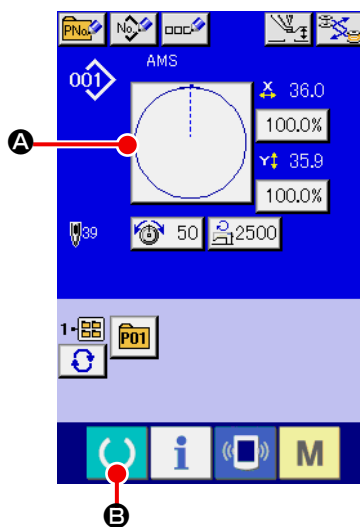 PNo. No.
001 AMS
X 36.0
A 100.0%
Y 35.9
100.0%
39 50 2500
1- P01
i M
B